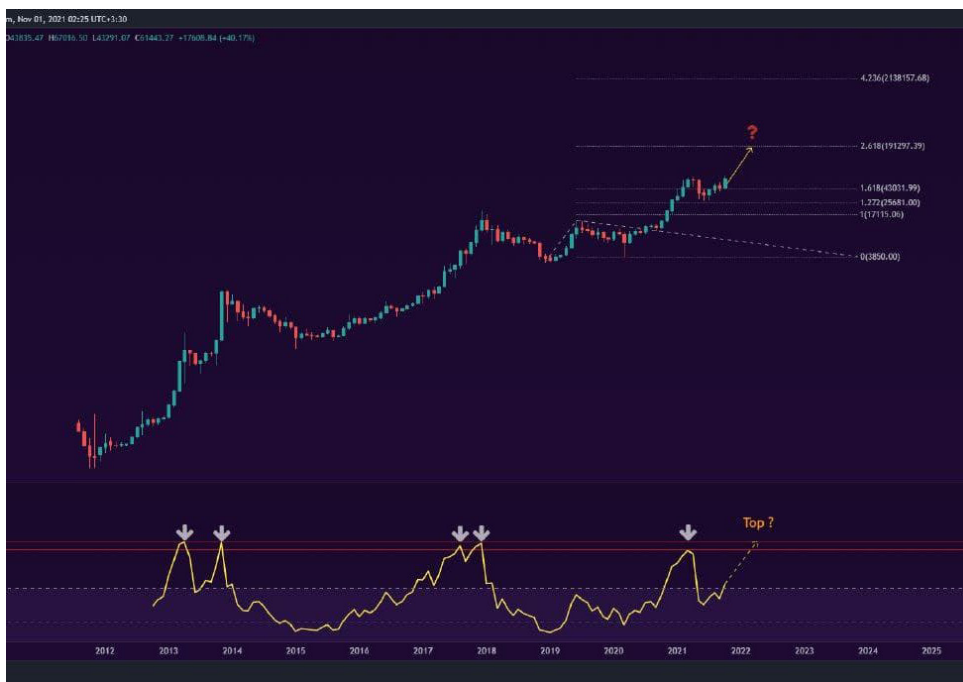 m, Nov 01, 2021 02:25 UTC+3:30
O43835.47 H67016.50 L43291.07 C61443.27 +17608.84 (+40.17%)
4.236(2138157.68)
?
2.618(191297.39)
1.618(43031.99)
1.272(25681.00)
1(17115.06)
0(3850.00)
Top ?
2012 2013 2014 2015 2016 2017 2018 2019 2020 2021 2022 2023 2024 2025